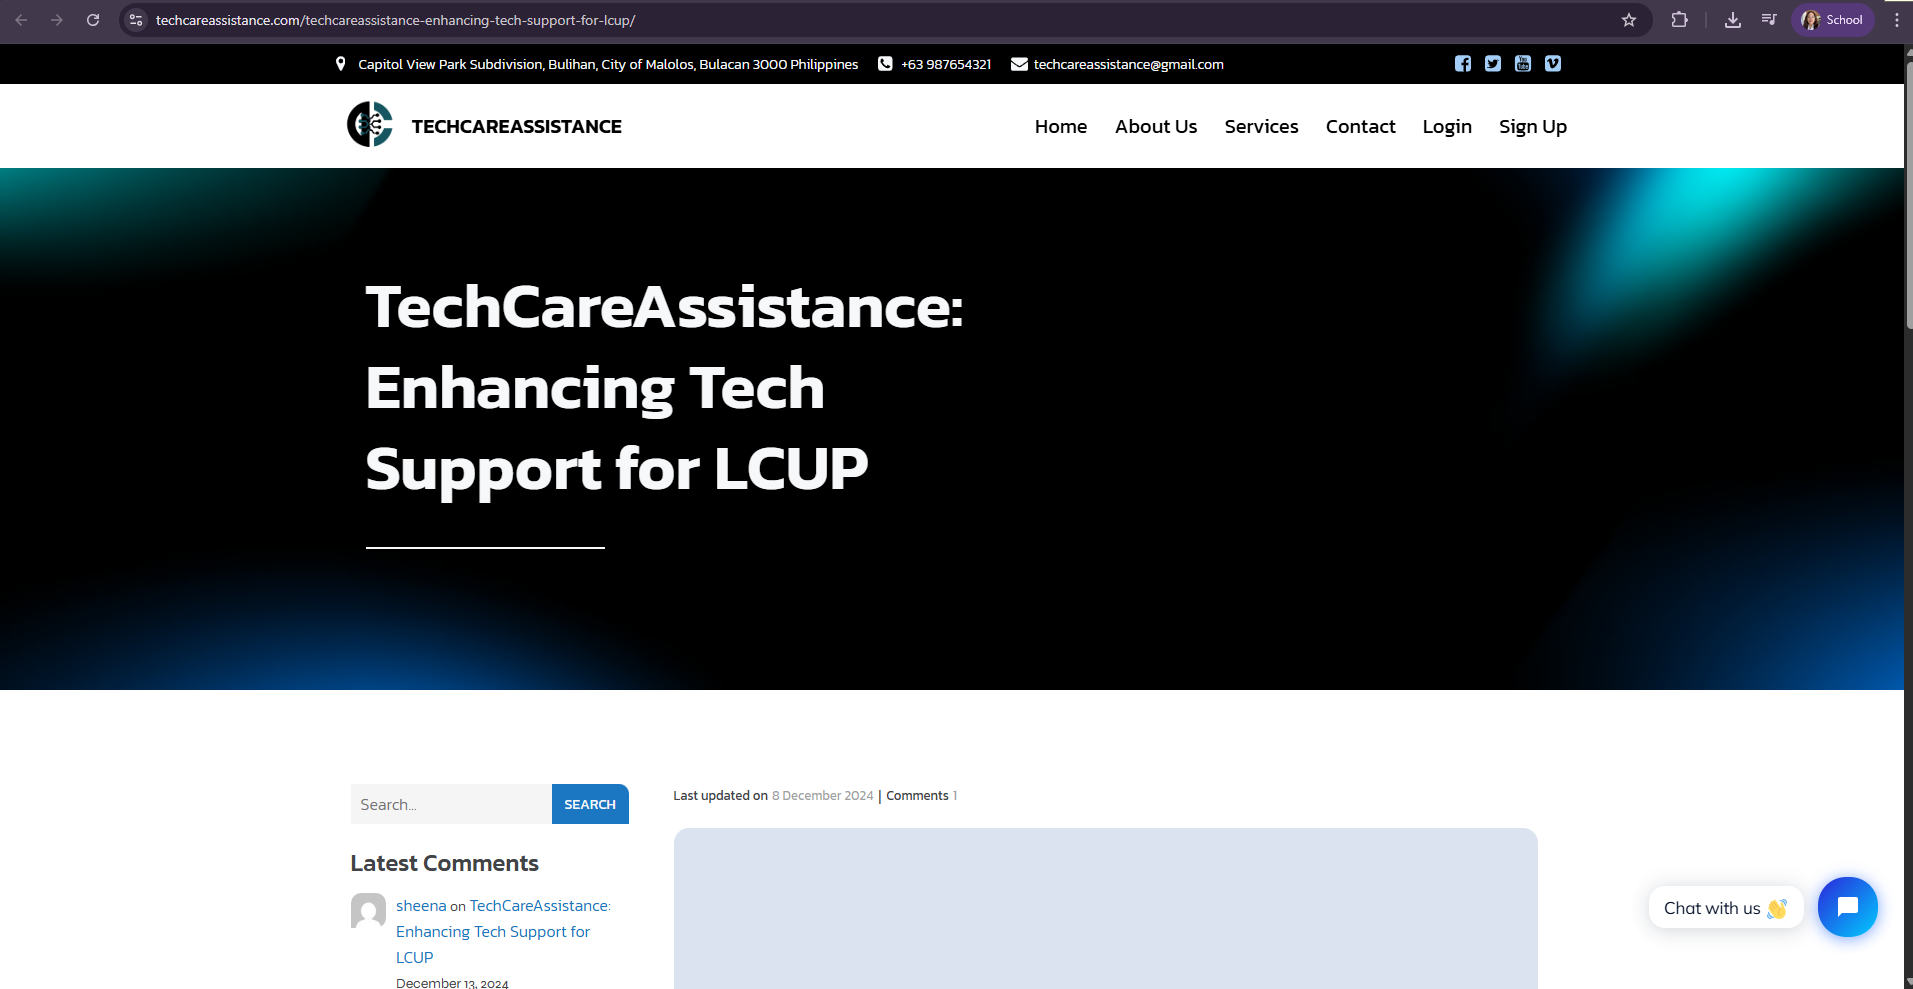 techcareassistance.com/techcareassistance-enhancing-tech-support-for-lcup/
School
Capitol View Park Subdivision, Bulihan, City of Malolos, Bulacan 3000 Philippines
+63 987654321
techcareassistance@gmail.com
TECHCAREASSISTANCE
Home
About Us
Services
Contact
Login
Sign Up
TechCareAssistance:
Enhancing Tech
Support for LCUP
Search...
SEARCH
Last updated on 8 December 2024 | Comments 1
Latest Comments
sheena on TechCareAssistance:
Enhancing Tech Support for
LCUP
December 13, 2024
Chat with us 👋